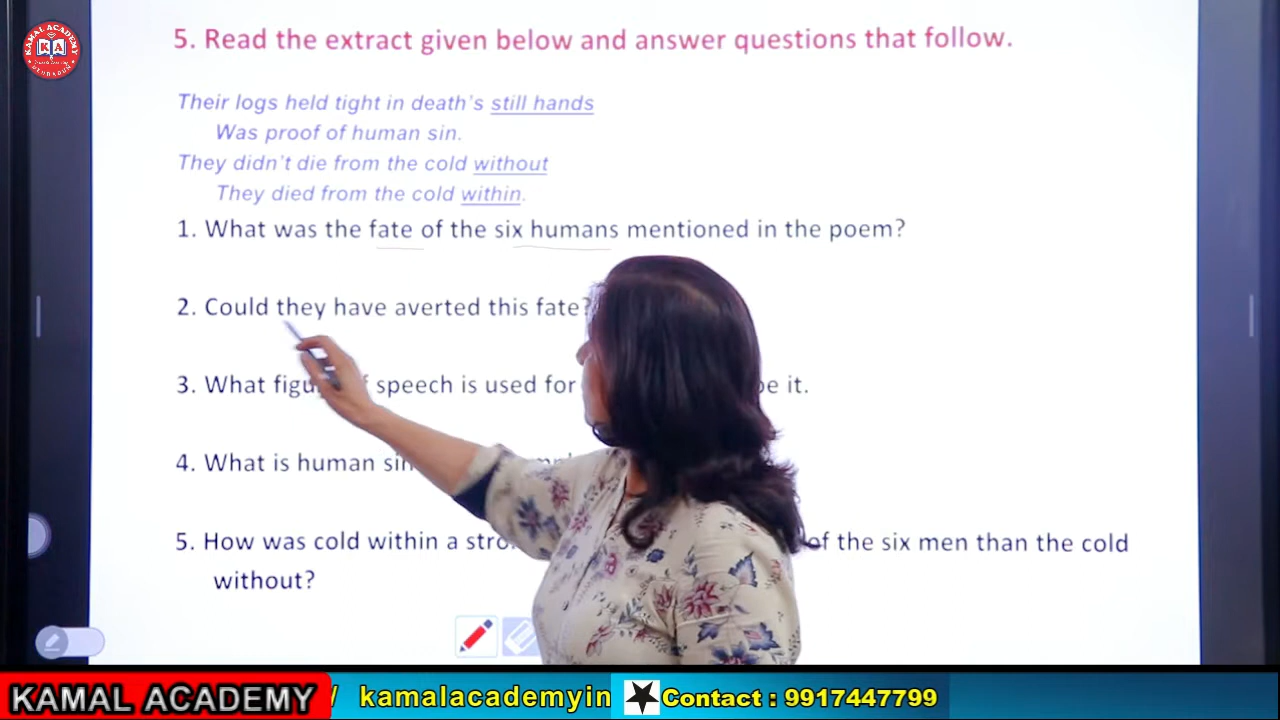 KAMAL ACADEMY
KA
DEHRADUN
5. Read the extract given below and answer questions that follow.
Their logs held tight in death's still hands
Was proof of human sin.
They didn't die from the cold without
They died from the cold within.
1. What was the fate of the six humans mentioned in the poem?
2. Could they have averted this fate?
3. What speech is used for it.
4. What is human
5. How was cold within a of the six men than the cold
without?
KAMAL ACADEMY / kamalacademyin Contact : 9917447799